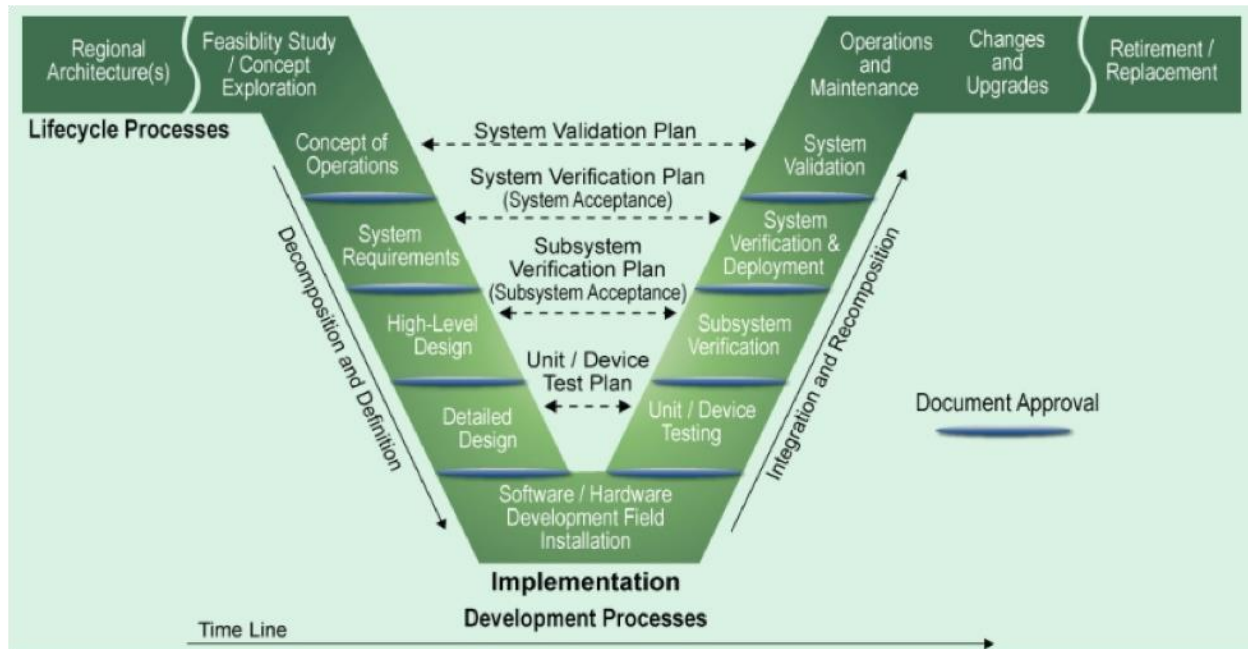 Regional
Architecture(s)
Feasiblity Study
/ Concept
Exploration
Operations
and
Maintenance
Changes
and
Upgrades
Retirement /
Replacement
Lifecycle Processes
Concept of
Operations
System Validation Plan
System
Validation
System Verification Plan
(System Acceptance)
System
Requirements
Subsystem
Verification Plan
(Subsystem Acceptance)
System
Verification &
Deployment
High-Level
Design
Subsystem
Verification
Unit / Device
Test Plan
Detailed
Design
Unit / Device
Testing
Decomposition and Definition
Integration and Recomposition
Document Approval
Software / Hardware
Development Field
Installation
Implementation
Development Processes
Time Line